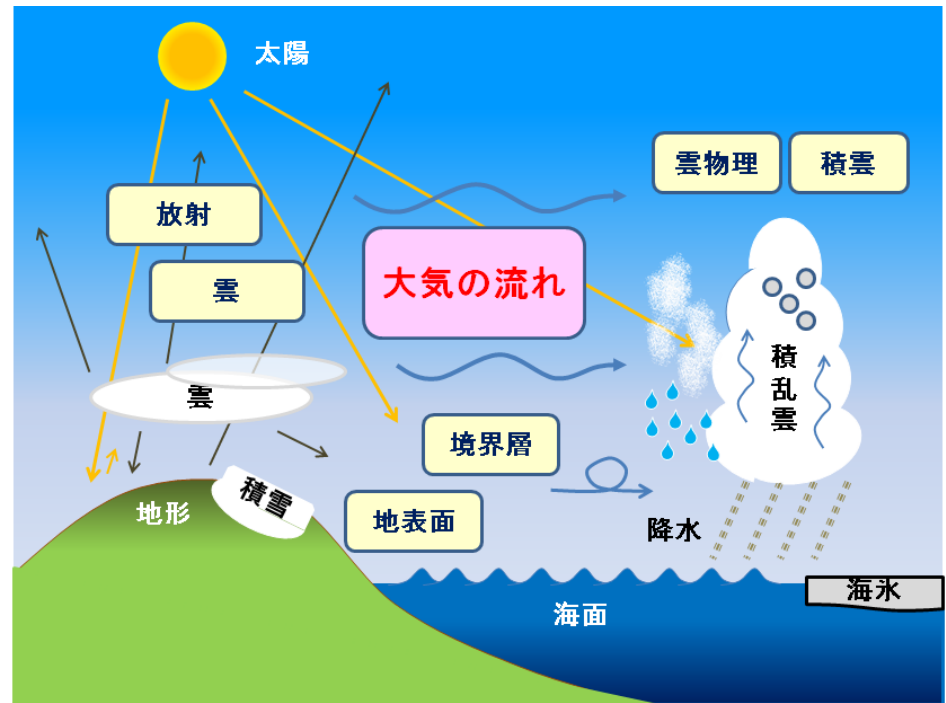 太陽
雲物理
積雲
放射
雲
大気の流れ
雲
積乱雲
境界層
積雪
地形
地表面
降水
海氷
海面